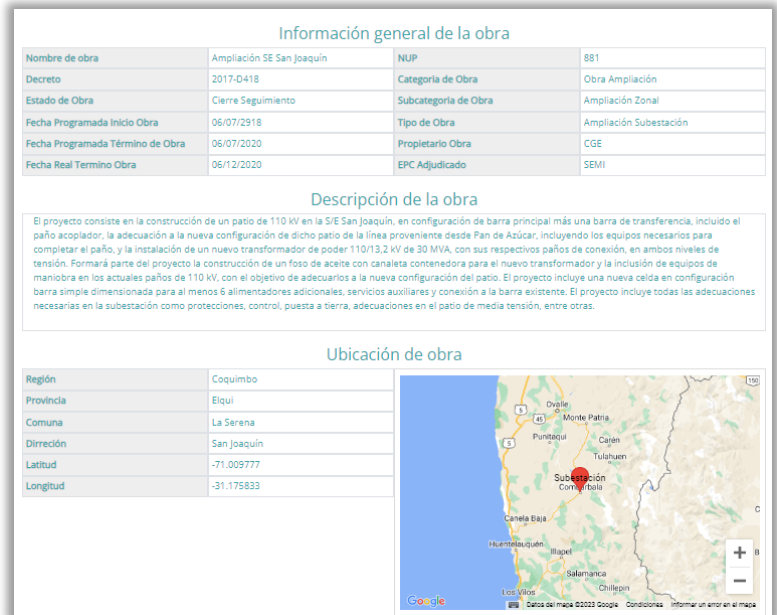 Información general de la obra
Nombre de obra Ampliación SE San Joaquín NUP 881
Decreto 2017-D418 Categoria de Obra Obra Ampliación
Estado de Obra Cierre Seguimiento Subcategoria de Obra Ampliación Zonal
Fecha Programada Inicio Obra 06/07/2918 Tipo de Obra Ampliación Subestación
Fecha Programada Término de Obra 06/07/2020 Propietario Obra CGE
Fecha Real Termino Obra 06/12/2020 EPC Adjudicado SEMI
Descripción de la obra
El proyecto consiste en la construcción de un patio de 110 kV en la S/E San Joaquín, en configuración de barra principal más una barra de transferencia, incluido el
paño acoplador, la adecuación a la nueva configuración de dicho patio de la línea proveniente desde Pan de Azúcar, incluyendo los equipos necesarios para
completar el paño, y la instalación de un nuevo transformador de poder 110/13,2 kV de 30 MVA, con sus respectivos paños de conexión, en ambos niveles de
tensión. Formará parte del proyecto la construcción de un foso de aceite con canaleta contenedora para el nuevo transformador y la inclusión de equipos de
maniobra en los actuales paños de 110 kV, con el objetivo de adecuarlos a la nueva configuración del patio. El proyecto incluye una nueva celda en configuración
barra simple dimensionada para al menos 6 alimentadores adicionales, servicios auxiliares y conexión a la barra existente. El proyecto incluye todas las adecuaciones
necesarias en la subestación como protecciones, control, puesta a tierra, adecuaciones en el patio de media tensión, entre otras.
Ubicación de obra
Región Coquimbo
Provincia Elqui
Comuna La Serena
Dirreción San Joaquín
Latitud -71.009777
Longitud -31.175833
150
Ovalle
5
45
Monte Patria
5
Punitaqui
Carén
Tulahuen
Subestación
Combarbala
Canela Baja
Huentelauquén
Illapel
Salamanca
Chillepin
Los Vilos
+
−
Google
Datos del mapa ©2023 Google Condiciones Informar un error en el mapa